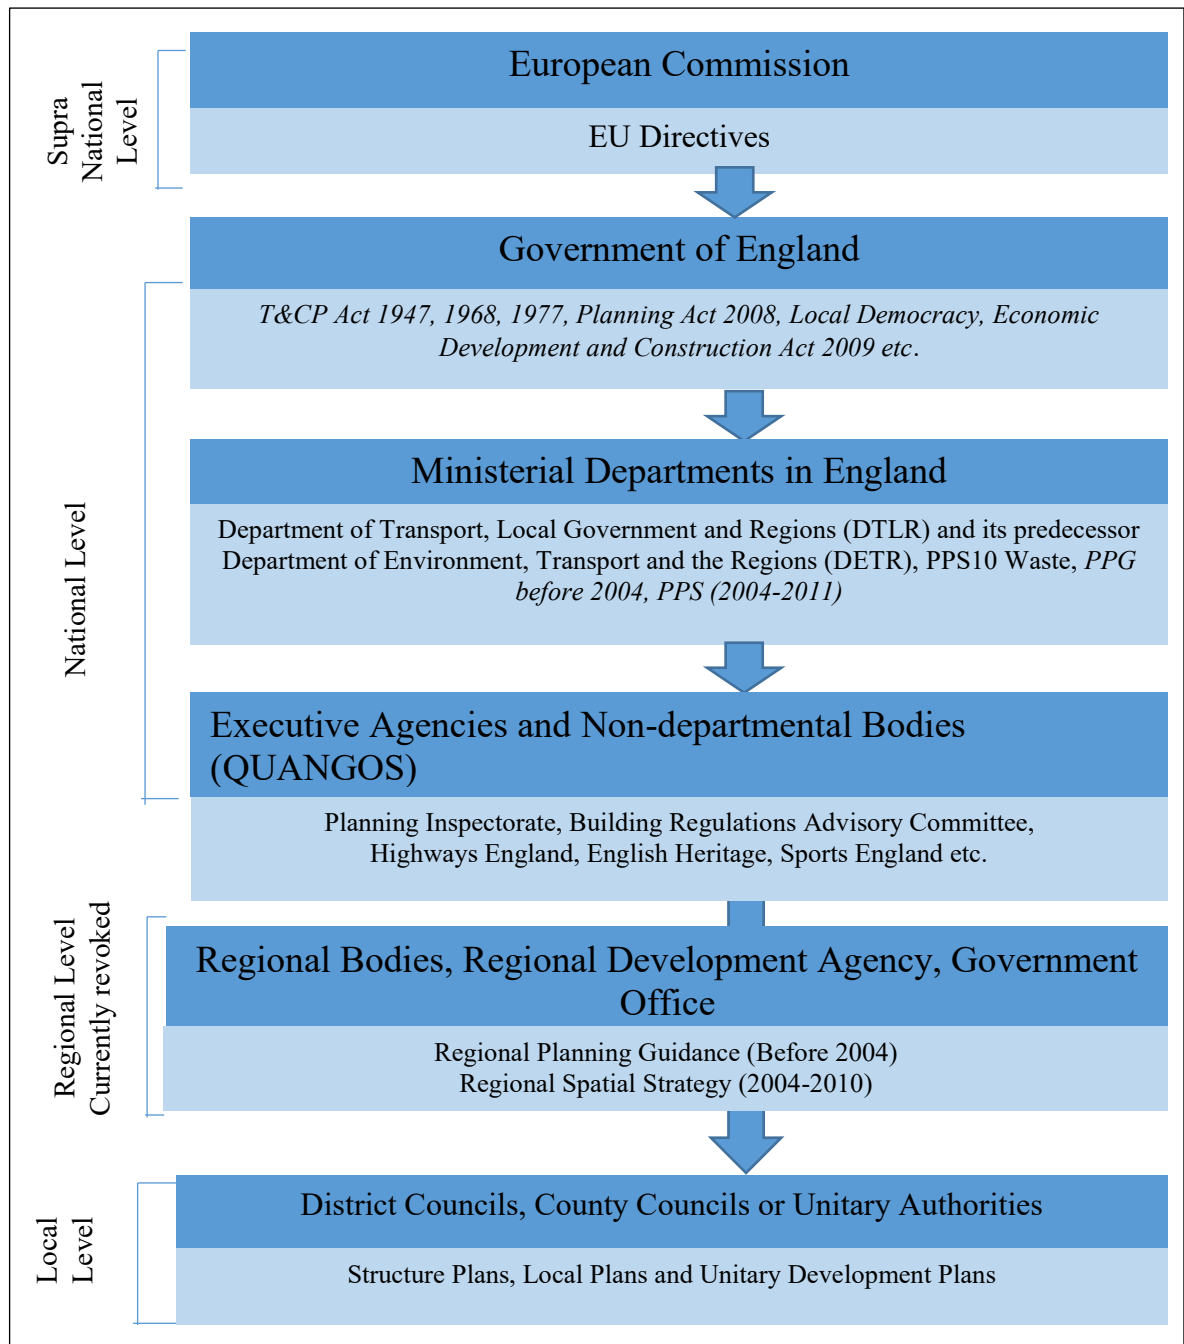 Supra
National
Level
European Commission
EU Directives
National Level
Government of England
T&CP Act 1947, 1968, 1977, Planning Act 2008, Local Democracy, Economic
Development and Construction Act 2009 etc.
Ministerial Departments in England
Department of Transport, Local Government and Regions (DTLR) and its predecessor
Department of Environment, Transport and the Regions (DETR), PPS10 Waste, PPG
before 2004, PPS (2004-2011)
Executive Agencies and Non-departmental Bodies
(QUANGOS)
Planning Inspectorate, Building Regulations Advisory Committee,
Highways England, English Heritage, Sports England etc.
Regional Level
Currently revoked
Regional Bodies, Regional Development Agency, Government
Office
Regional Planning Guidance (Before 2004)
Regional Spatial Strategy (2004-2010)
Local
Level
District Councils, County Councils or Unitary Authorities
Structure Plans, Local Plans and Unitary Development Plans